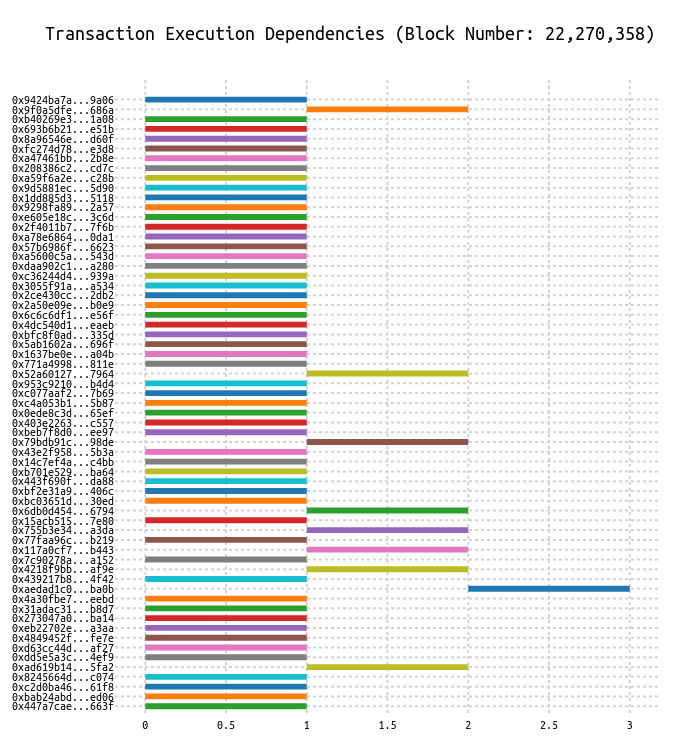 Transaction Execution Dependencies (Block Number: 22,270,358)
0x9424ba7a...9a06
0x9f0a5dfe...686a
0xb40269e3...1a08
0x693b6b21...e51b
0x8a96546e...d60f
0xfc274d78...e3d8
0xa47461bb...2b8e
0x208386c2...cd7c
0xa59f6a2e...c28b
0x9d5881ec...5d90
0x1dd885d3...5118
0x9298fa89...2a57
0xe605e18c...3c6d
0x2f4011b7...7f6b
0xa78e6864...0da1
0x57b6986f...6623
0xa5600c5a...543d
0xdaa902c1...a280
0xc36244d4...939a
0x3055f91a...a534
0x2ce430cc...2db2
0x2a50e09e...b0e9
0x6c6c6df1...e56f
0x4dc540d1...eaeb
0xbfc8f0ad...335d
0x5ab1602a...696f
0x1637be0e...a04b
0x771a4998...811e
0x52a60127...7964
0x953c9210...b4d4
0xc077aaf2...7b69
0xc4a053b1...5b87
0x0ede8c3d...65ef
0x403e2263...c557
0xbeb7f8d0...ee97
0x79bdb91c...98de
0x43e2f958...5b3a
0x14c7ef4a...c4bb
0xb701e529...ba64
0x443f690f...da88
0xbf2e31a9...406c
0xbc03651d...30ed
0x6db0d454...6794
0x15acb515...7e80
0x755b3e34...a3da
0x77faa96c...b219
0x117a0cf7...b443
0x7c90278a...a152
0x4218f9bb...af9e
0x439217b8...4f42
0xaedad1c0...ba0b
0x4a30fbe7...eebd
0x31adac31...b8d7
0x273047a0...ba14
0xeb22702e...a3aa
0x4849452f...fe7e
0xd63cc44d...af27
0xdd5e5a3c...4ef9
0xad619b14...5fa2
0x8245664d...c074
0xc2d0ba46...61f8
0xbab24abd...ed06
0x447a7cae...663f
0 0.5 1 1.5 2 2.5 3